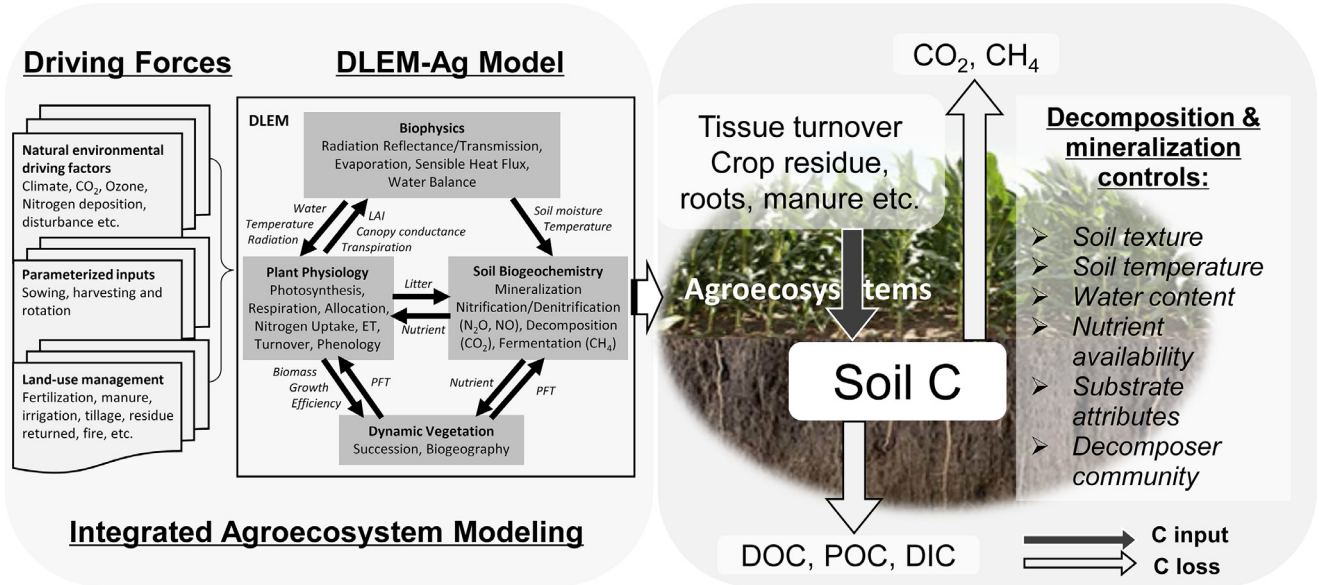 Driving Forces
Natural environmental
driving factors
Climate, CO₂, Ozone,
Nitrogen deposition,
disturbance etc.
Parameterized inputs
Sowing, harvesting and
rotation
Land-use management
Fertilization, manure,
irrigation, tillage, residue
returned, fire, etc.
DLEM-Ag Model
DLEM
Biophysics
Radiation Reflectance/Transmission,
Evaporation, Sensible Heat Flux,
Water Balance
Water
Temperature
Radiation
LAI
Canopy conductance
Transpiration
Soil moisture
Temperature
Plant Physiology
Photosynthesis,
Respiration, Allocation,
Nitrogen Uptake, ET,
Turnover, Phenology
Litter
Nutrient
Soil Biogeochemistry
Mineralization
Nitrification/Denitrification
(N₂O, NO), Decomposition
(CO₂), Fermentation (CH₄)
Biomass
Growth
Efficiency
PFT
Nutrient
PFT
Dynamic Vegetation
Succession, Biogeography
Integrated Agroecosystem Modeling
CO₂, CH₄
Tissue turnover
Crop residue,
roots, manure etc.
Agroecosystems
Soil C
DOC, POC, DIC
Decomposition &
mineralization
controls:
➢ Soil texture
➢ Soil temperature
➢ Water content
➢ Nutrient
availability
➢ Substrate
attributes
➢ Decomposer
community
C input
C loss